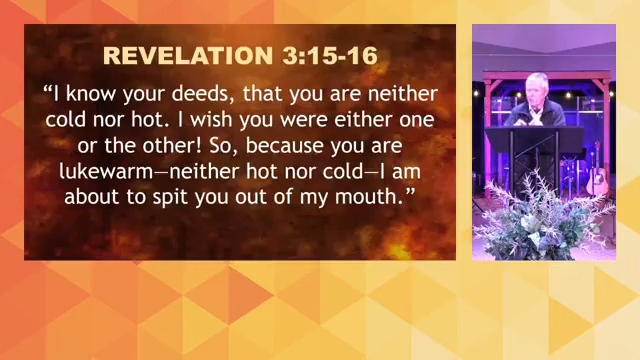 REVELATION 3:15-16
“I know your deeds, that you are neither
cold nor hot. I wish you were either one
or the other! So, because you are
lukewarm—neither hot nor cold—I am
about to spit you out of my mouth.”